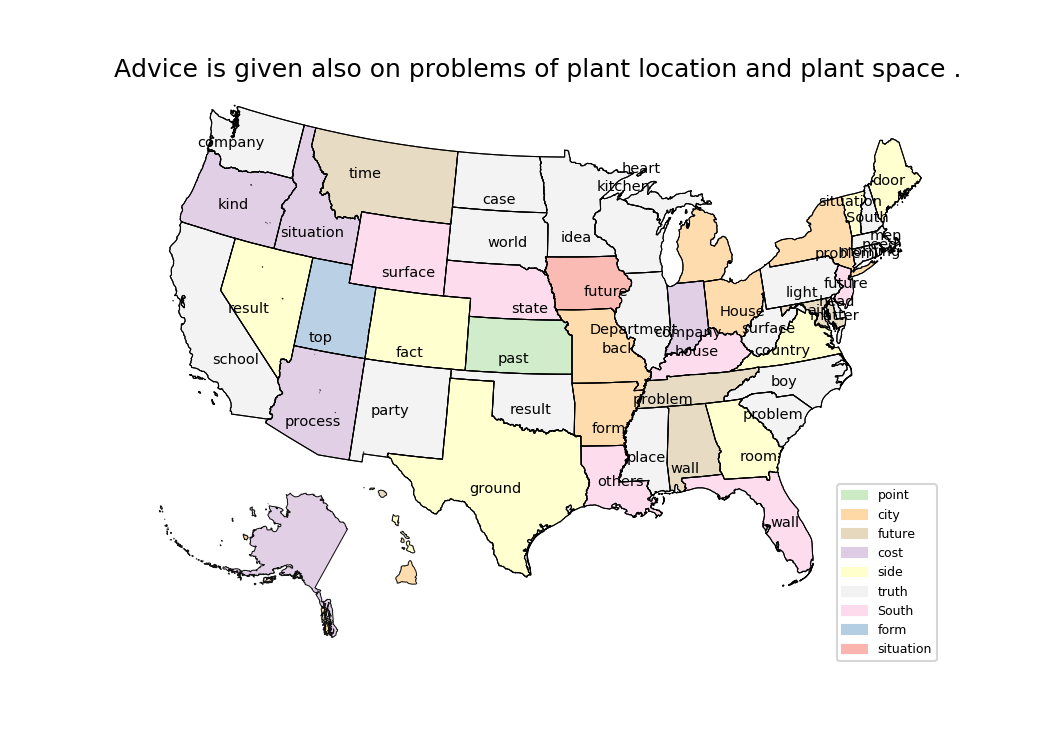 Advice is given also on problems of plant location and plant space .
company
heart
time
kitchen
door
case
situation
kind
South
situation
idea
men
world
problem
morning
surface
future
future
light
head
result
state
House
matter
Department
company
surface
top
back
house
country
fact
past
school
boy
problem
party
result
problem
process
form
room
place
wall
others
ground
wall
point
city
future
cost
side
truth
South
form
situation